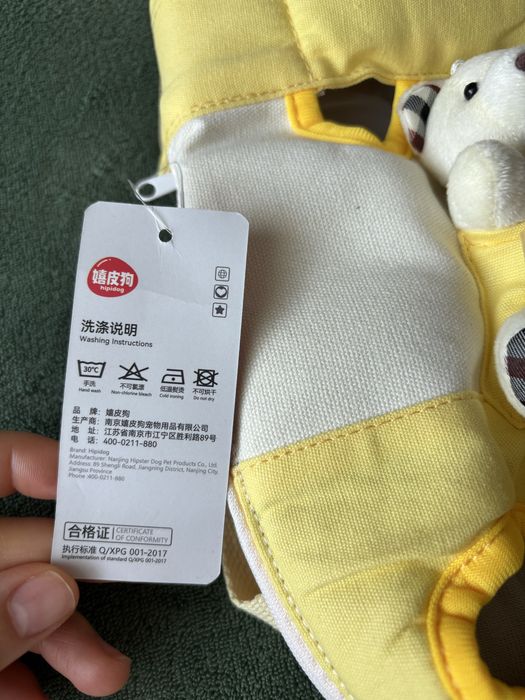 嬉皮狗
hipidog
洗涤说明
Washing Instructions
30°C
手洗 不可氯漂 低温熨烫 不可烘干
Hand wash Non-chlorine bleach Cold ironing Do not dry
品 牌：嬉皮狗
生产商：南京嬉皮狗宠物用品有限公司
地 址：江苏省南京市江宁区胜利路89号
电 话：400-0211-880
Brand: Hipidog
Manufacturer: Nanjing Hipster Dog Pet Products Co., Ltd.
Address: 89 Shengli Road, Jiangning District, Nanjing City,
Jiangsu Province
Phone: 400-0211-880
合格证 CERTIFICATE
OF CONFORMITY
执行标准 Q/XPG 001-2017
Implementation of standard Q/XPG 001-2017